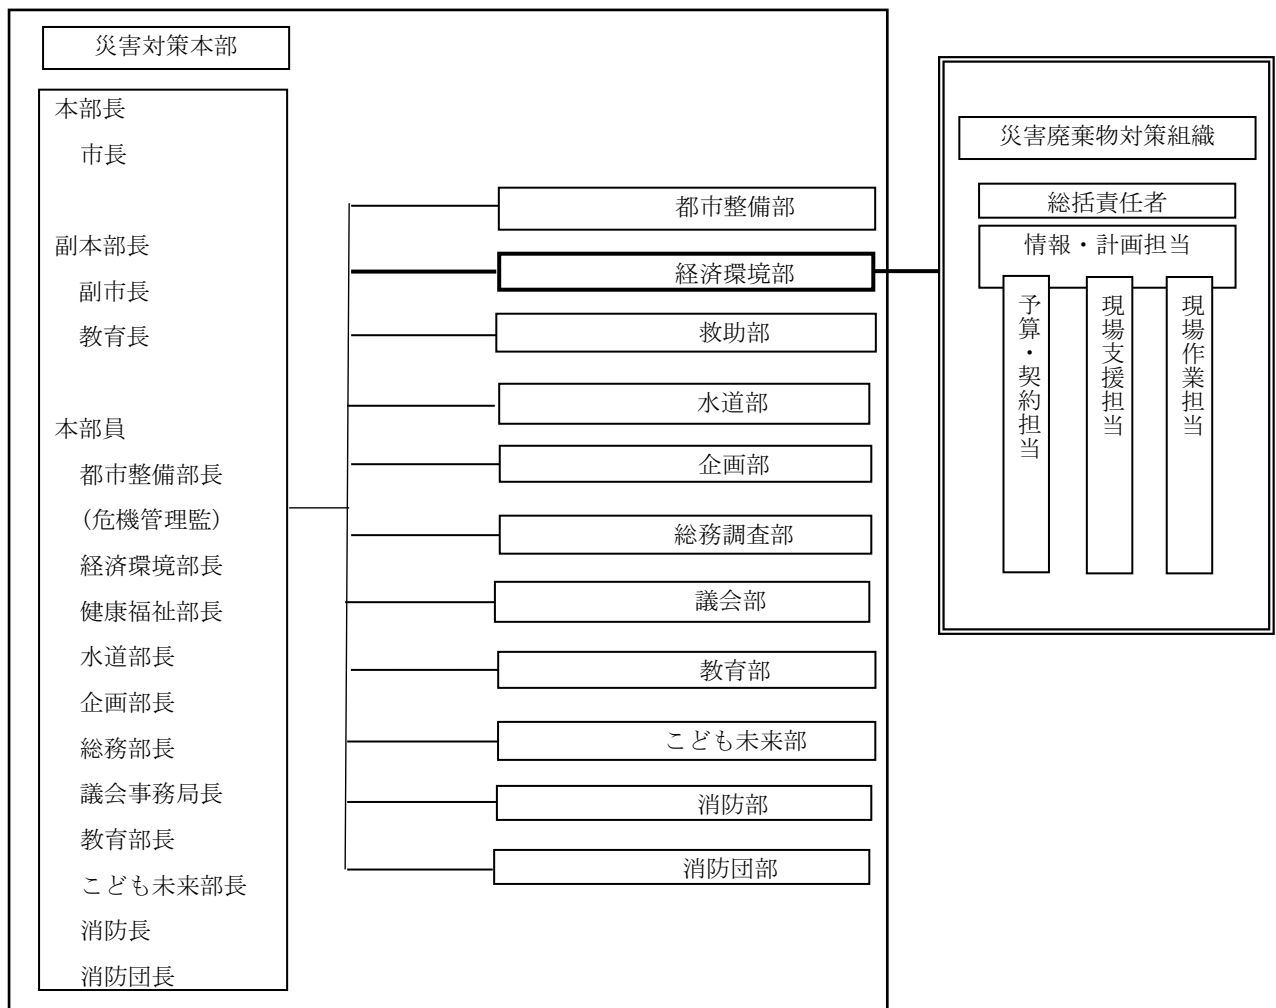 災害対策本部
本部長
市長
副本部長
副市長
教育長
本部員
都市整備部長
(危機管理監)
経済環境部長
健康福祉部長
水道部長
企画部長
総務部長
議会事務局長
教育部長
こども未来部長
消防長
消防団長
都市整備部
経済環境部
救助部
水道部
企画部
総務調査部
議会部
教育部
こども未来部
消防部
消防団部
災害廃棄物対策組織
総括責任者
情報・計画担当
予算・契約担当
現場支援担当
現場作業担当